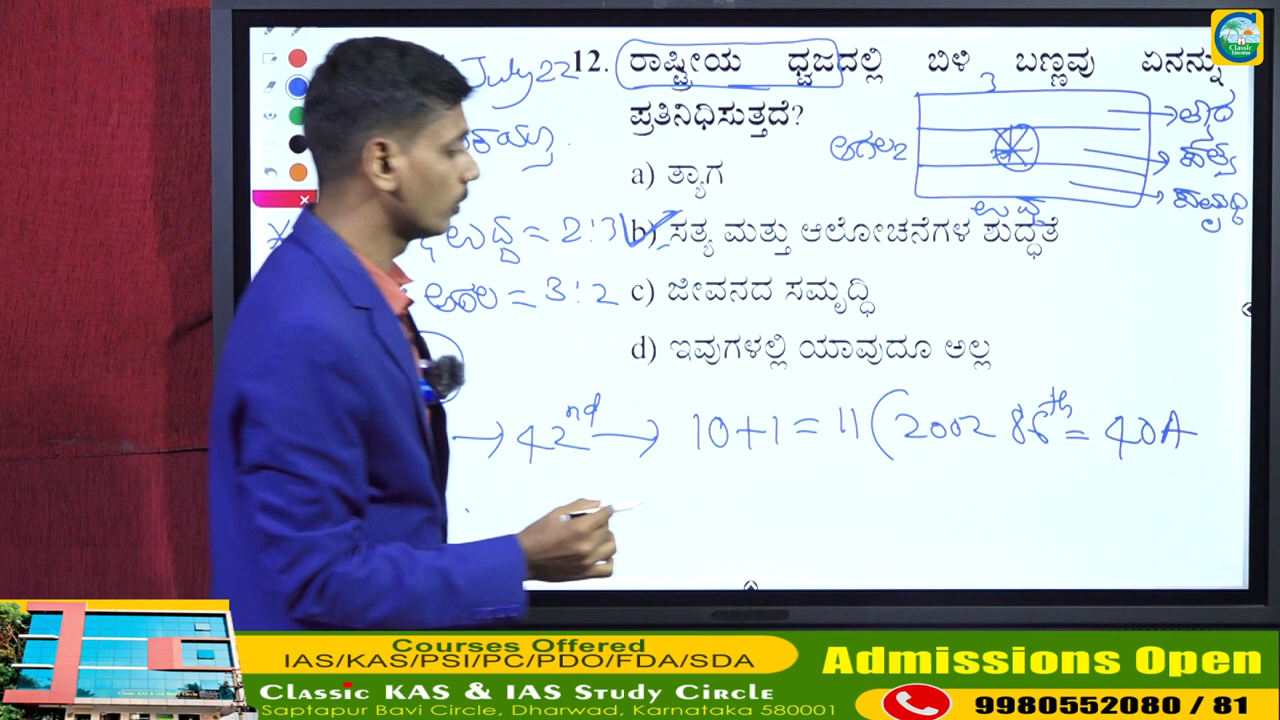 July 22
12. ರಾಷ್ಟ್ರೀಯ ಧ್ವಜದಲ್ಲಿ ಬಿಳಿ ಬಣ್ಣವು ಏನನ್ನು
ಪ್ರತಿನಿಧಿಸುತ್ತದೆ?
a) ತ್ಯಾಗ
b) ಸತ್ಯ ಮತ್ತು ಆಲೋಚನೆಗಳ ಶುದ್ಧತೆ
c) ಜೀವನದ ಸಮೃದ್ಧಿ
d) ಇವುಗಳಲ್ಲಿ ಯಾವುದೂ ಅಲ್ಲ
3
ಅಗಲ 2
ಉದ್ದ
ತ್ಯಾಗ
ಸತ್ಯ
ಉದ್ದ = 2:3
ಅಗಲ = 3:2
→ 42nd → 10+1 = 11 (2002 86th = 40A
Classic
Education
Courses Offered
IAS/KAS/PSI/PC/PDO/FDA/SDA
Classic KAS & IAS Study Circle
Saptapur Bavi Circle, Dharwad, Karnataka 580001
Admissions Open
9980552080 / 81